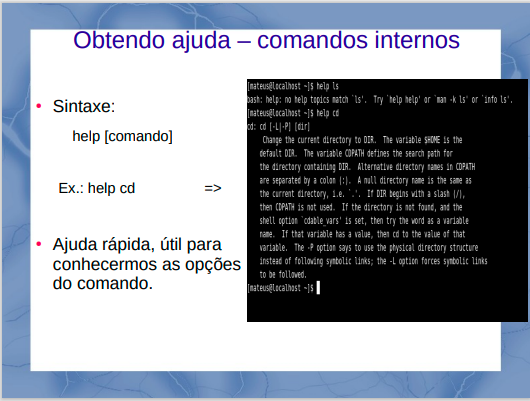 Obtendo ajuda – comandos internos
• Sintaxe:
help [comando]
Ex.: help cd =>
• Ajuda rápida, útil para
conhecermos as opções
do comando.
[mateus@localhost ~]$ help ls
bash: help: no help topics match `ls'.  Try `help help' or `man -k ls' or `info ls'.
[mateus@localhost ~]$ help cd
cd: cd [-L|-P] [dir]
Change the current directory to DIR.  The variable $HOME is the
default DIR.  The variable CDPATH defines the search path for
the directory containing DIR.  Alternative directory names in CDPATH
are separated by a colon (:).  A null directory name is the same as
the current directory, i.e. `.'.  If DIR begins with a slash (/),
then CDPATH is not used.  If the directory is not found, and the
shell option `cdable_vars' is set, then try the word as a variable
name.  If that variable has a value, then cd to the value of that
variable.  The -P option says to use the physical directory structure
instead of following symbolic links; the -L option forces symbolic links
to be followed.
[mateus@localhost ~]$